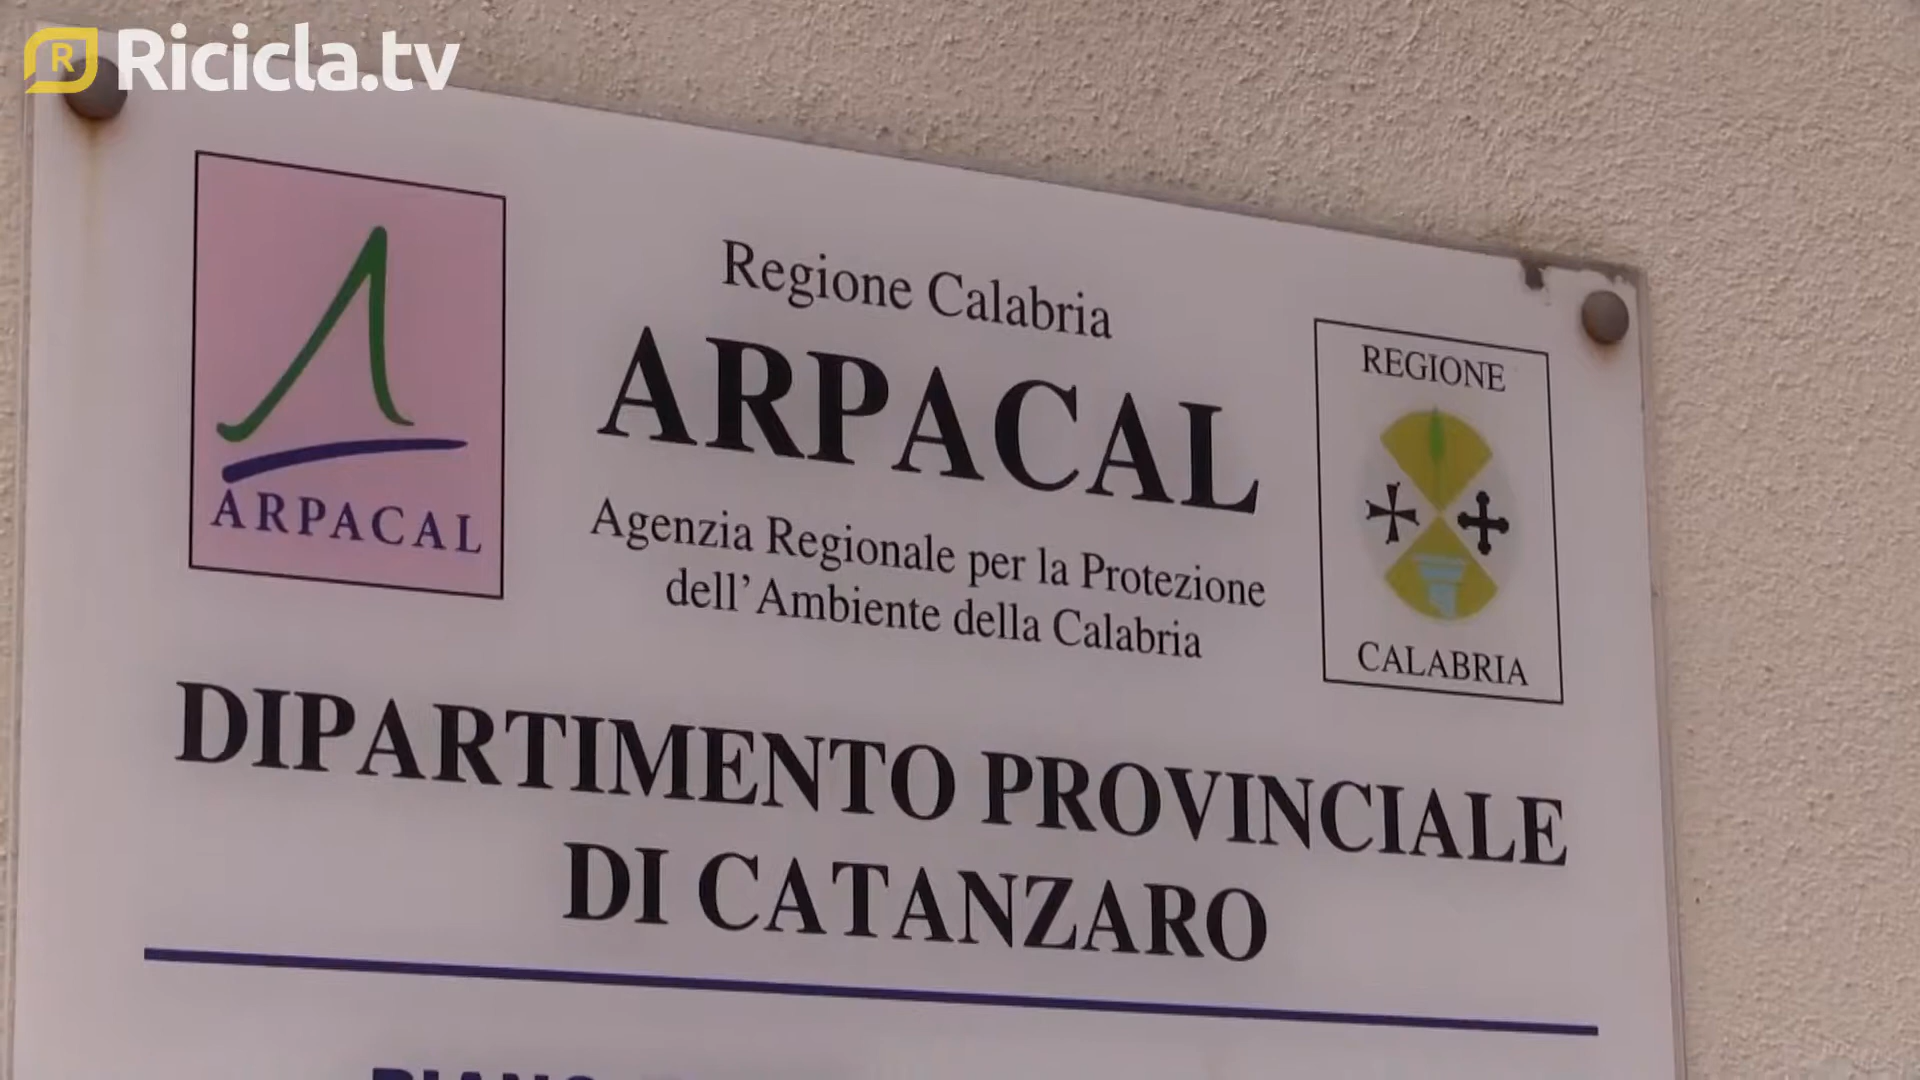 R Ricicla.tv
ARPACAL
Regione Calabria
ARPACAL
Agenzia Regionale per la Protezione
dell'Ambiente della Calabria
REGIONE
CALABRIA
DIPARTIMENTO PROVINCIALE
DI CATANZARO